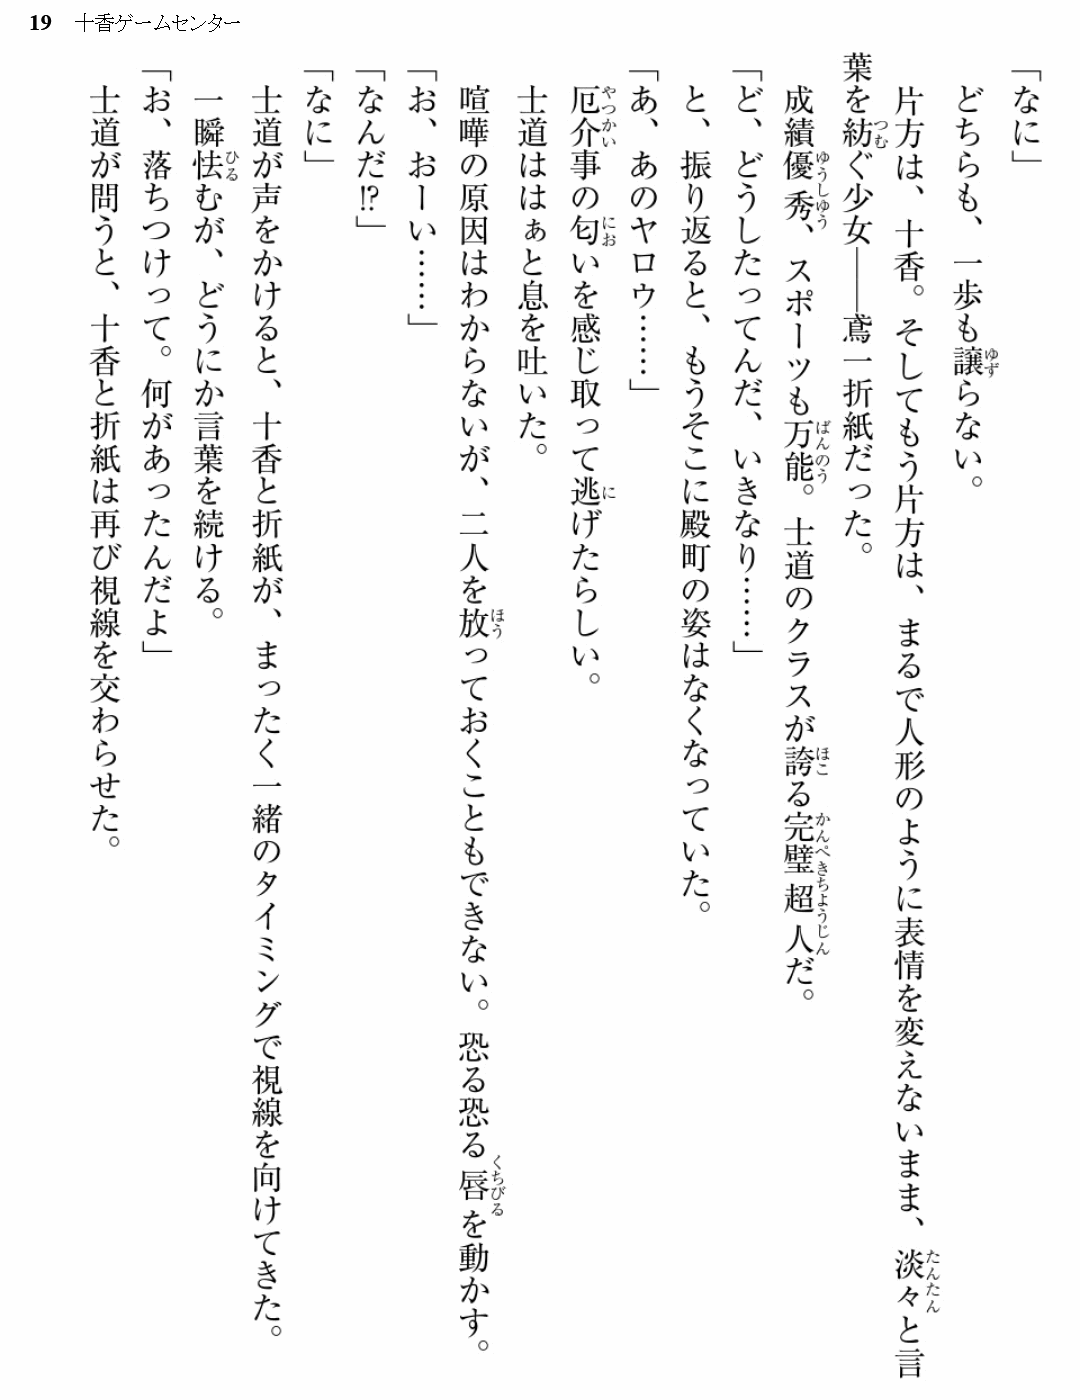 19 十香ゲームセンター
「なに」
どちらも、一歩も譲らない。
片方は、十香。そしてもう片方は、まるで人形のように表情を変えないまま、淡々と言
葉を紡ぐ少女――鳶一折紙だった。
成績優秀、スポーツも万能。士道のクラスが誇る完璧超人だ。
「ど、どうしたってんだ、いきなり……」
と、振り返ると、もうそこに殿町の姿はなくなっていた。
「あ、あのヤロウ……」
厄介事の匂いを感じ取って逃げたらしい。
士道ははぁと息を吐いた。
喧嘩の原因はわからないが、二人を放っておくこともできない。恐る恐る唇を動かす。
「お、おーい……」
「なんだ!?」
「なに」
士道が声をかけると、十香と折紙が、まったく一緒のタイミングで視線を向けてきた。
一瞬怯むが、どうにか言葉を続ける。
「お、落ちつけって。何があったんだよ」
士道が問うと、十香と折紙は再び視線を交わらせた。